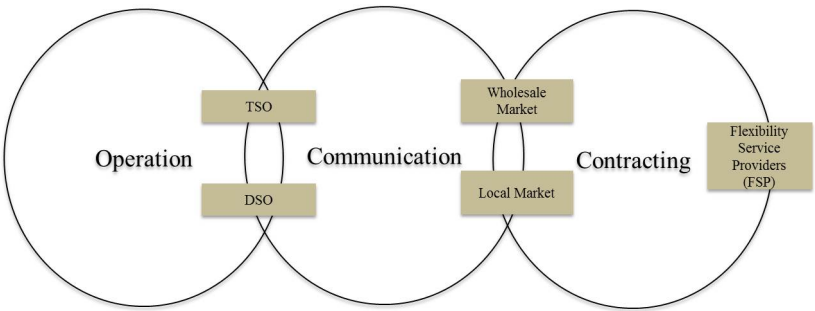 TSO
DSO
Operation
Communication
Wholesale
Market
Local Market
Contracting
Flexibility
Service
Providers
(FSP)